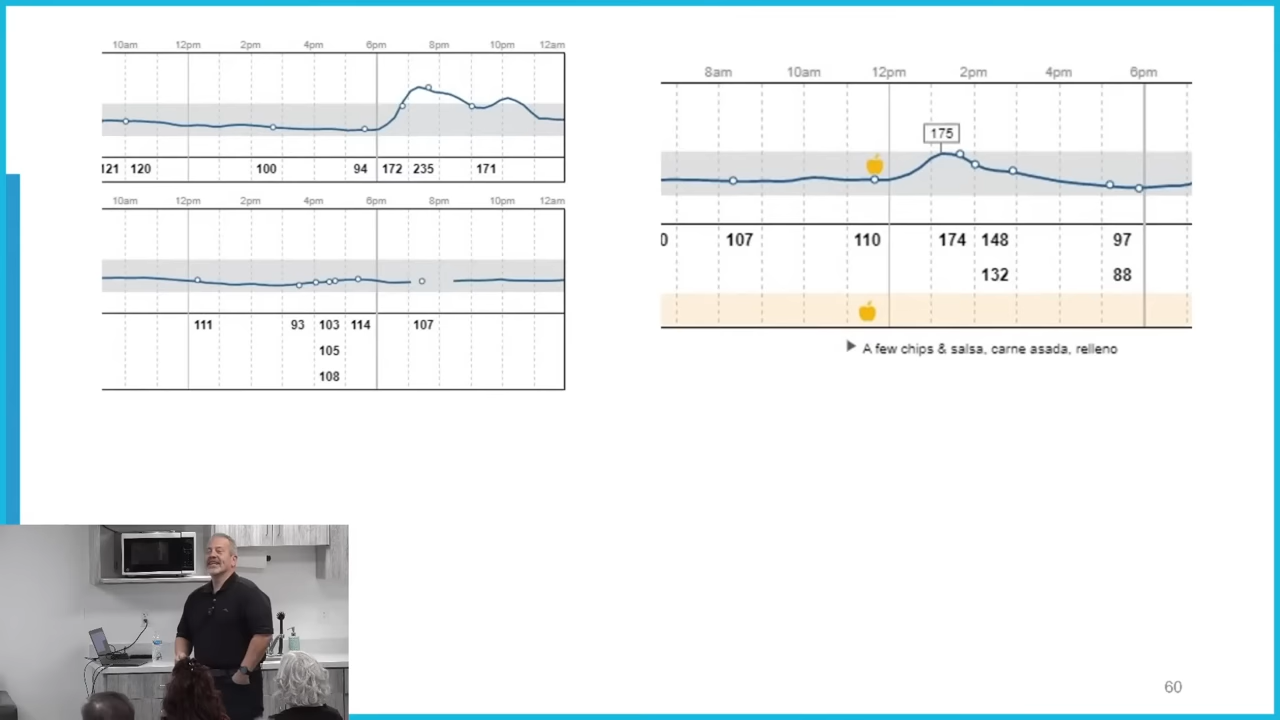 10am 12pm 2pm 4pm 6pm 8pm 10pm 12am
121 120 100 94 172 235 171
10am 12pm 2pm 4pm 6pm 8pm 10pm 12am
111 93 103 114 107
105
108
8am 10am 12pm 2pm 4pm 6pm
175
0 107 110 174 148 97
132 88
A few chips & salsa, carne asada, relleno
60